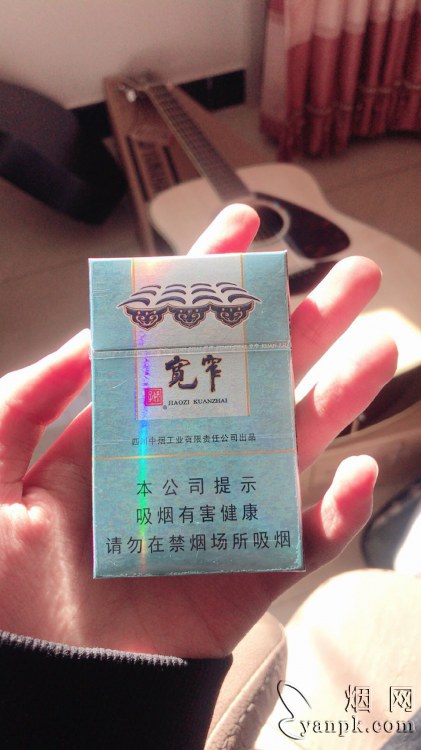 宽窄
JIAOZI KUANZHAI
四川中烟工业有限责任公司出品
本公司提示
吸烟有害健康
请勿在禁烟场所吸烟
烟网
yanpk.com